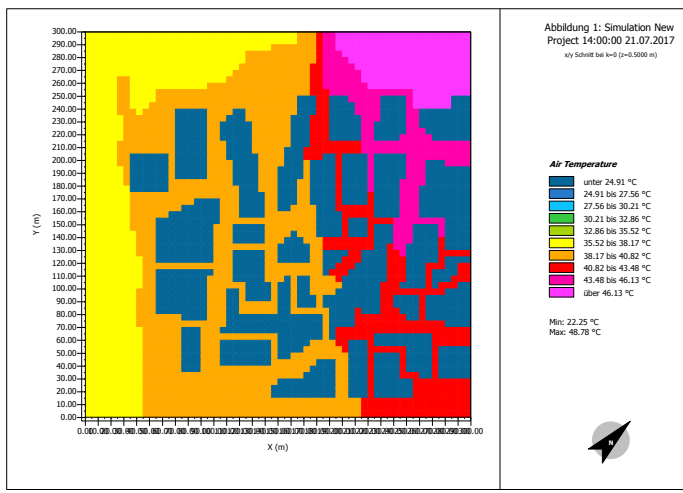 Abbildung 1: Simulation New
Project 14:00:00 21.07.2017
x/y Schnitt bei k=0 (z=0.5000 m)
300.00
290.00
280.00
270.00
260.00
250.00
240.00
230.00
220.00
210.00
200.00
190.00
180.00
170.00
160.00
150.00
140.00
130.00
120.00
110.00
100.00
90.00
80.00
70.00
60.00
50.00
40.00
30.00
20.00
10.00
0.00
Y (m)
X (m)
Air Temperature
unter 24.91 °C
24.91 bis 27.56 °C
27.56 bis 30.21 °C
30.21 bis 32.86 °C
32.86 bis 35.52 °C
35.52 bis 38.17 °C
38.17 bis 40.82 °C
40.82 bis 43.48 °C
43.48 bis 46.13 °C
über 46.13 °C
Min: 22.25 °C
Max: 48.78 °C
N